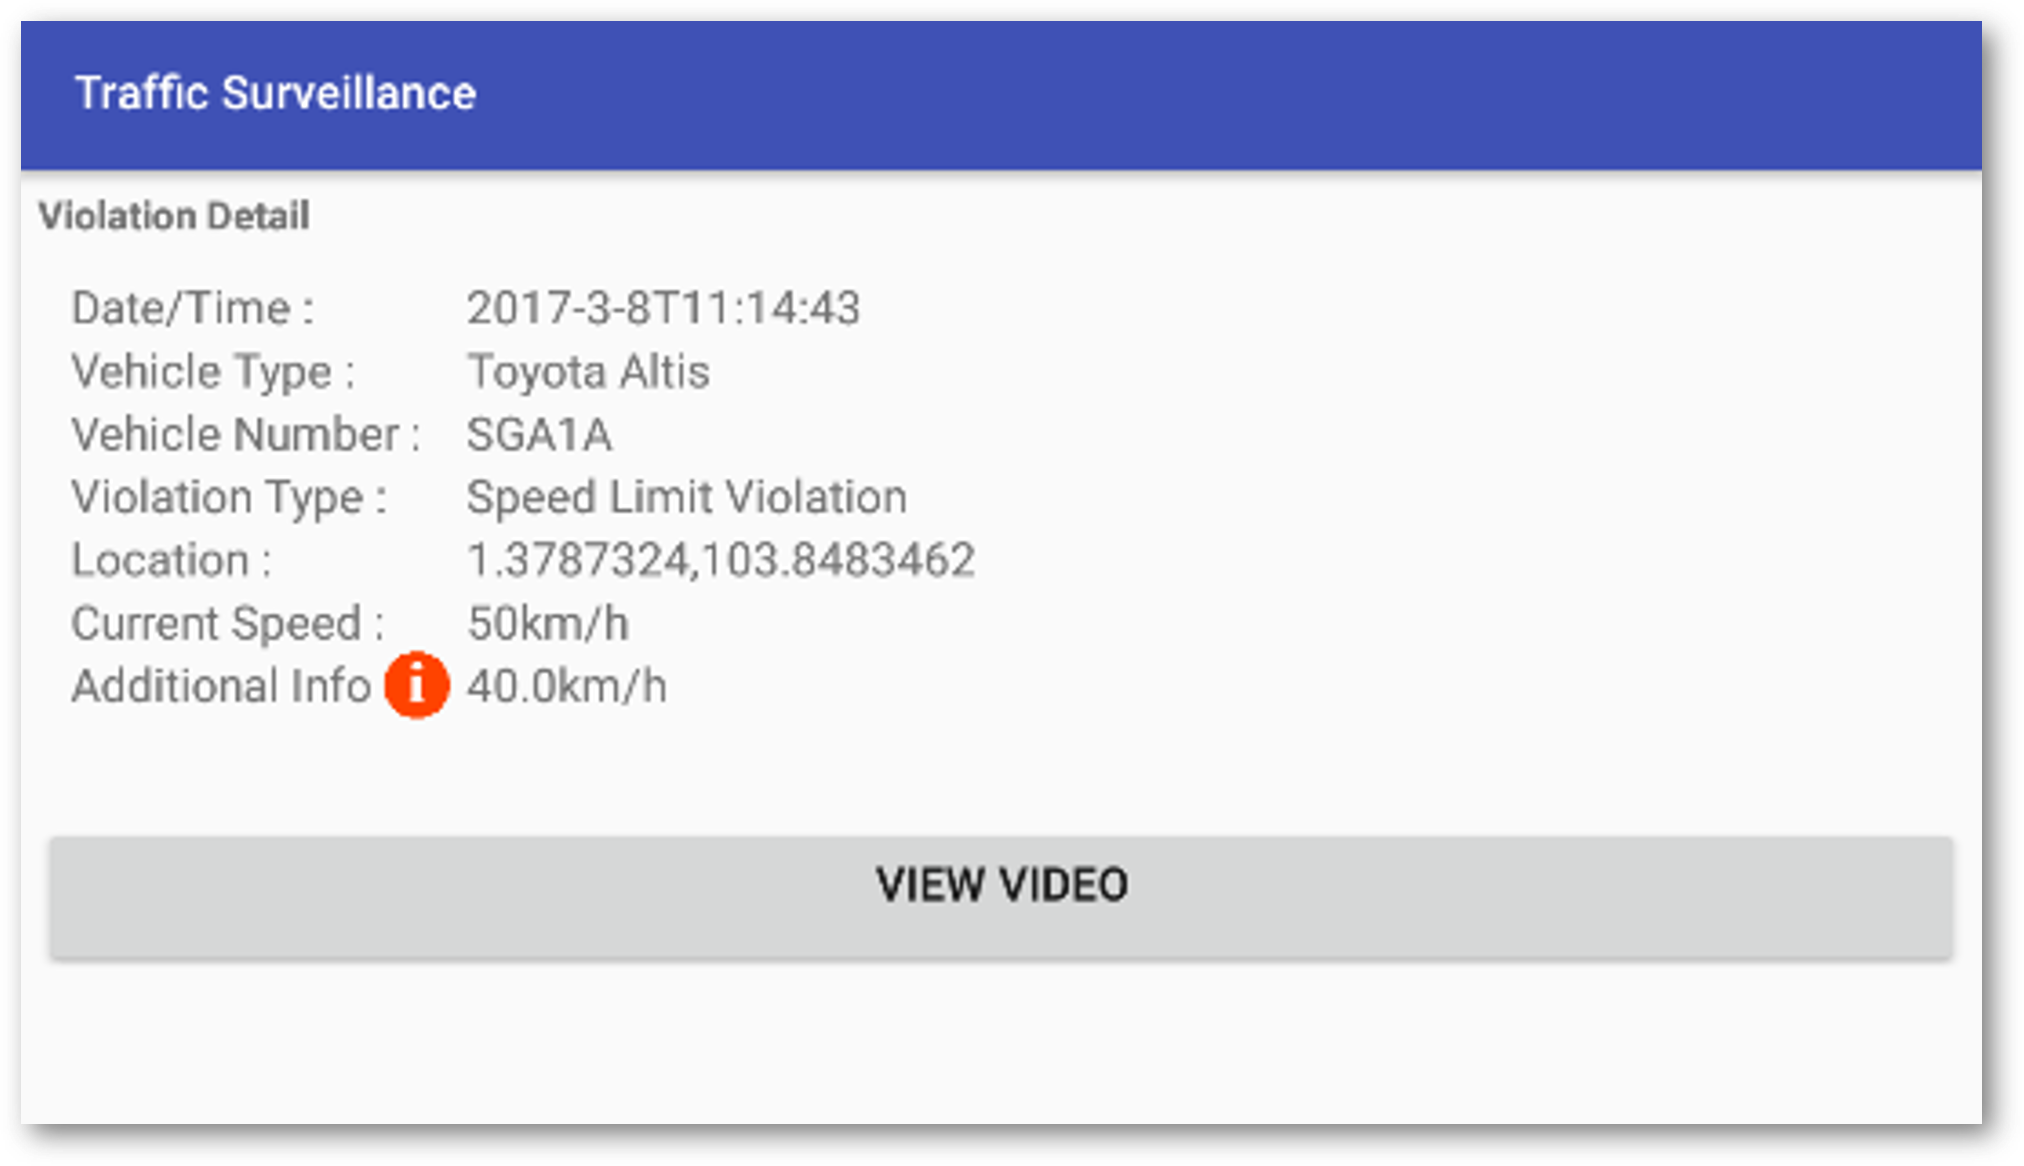 Traffic Surveillance
Violation Detail
Date/Time : 2017-3-8T11:14:43
Vehicle Type : Toyota Altis
Vehicle Number : SGA1A
Violation Type : Speed Limit Violation
Location : 1.3787324,103.8483462
Current Speed : 50km/h
Additional Info i 40.0km/h
VIEW VIDEO